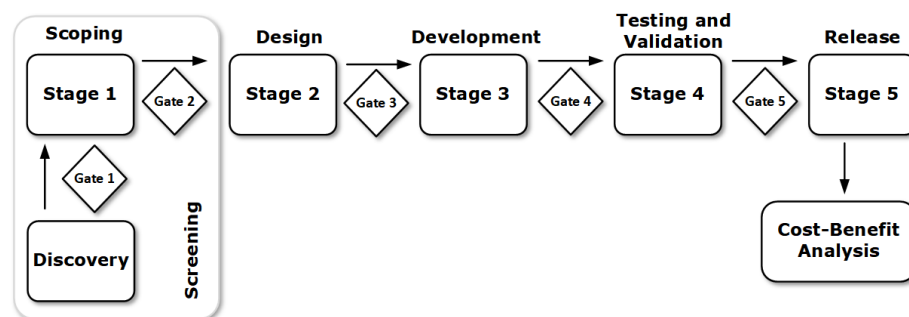 Scoping
Stage 1
Gate 2
Gate 1
Discovery
Screening
Design
Stage 2
Gate 3
Development
Stage 3
Gate 4
Testing and
Validation
Stage 4
Gate 5
Release
Stage 5
Cost-Benefit
Analysis